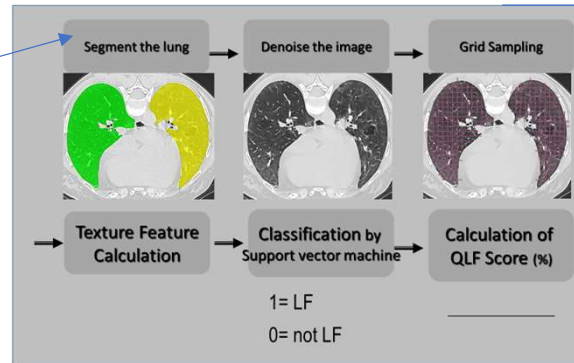 Segment the lung
Denoise the image
Grid Sampling
Texture Feature
Calculation
Classification by
Support vector machine
Calculation of
QLF Score (%)
1= LF
0= not LF